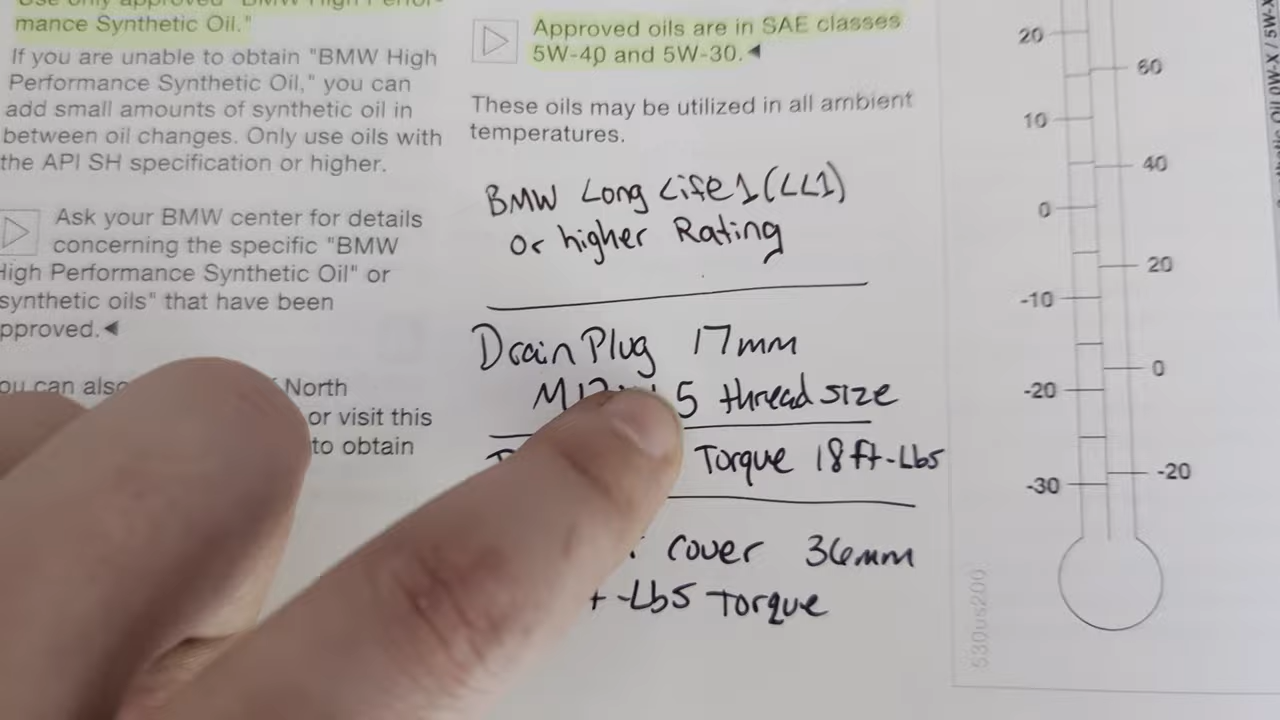 mance Synthetic Oil."
If you are unable to obtain "BMW High
Performance Synthetic Oil," you can
add small amounts of synthetic oil in
between oil changes. Only use oils with
the API SH specification or higher.
Ask your BMW center for details
concerning the specific "BMW
High Performance Synthetic Oil" or
synthetic oils" that have been
pproved.◄
ou can also North
or visit this
to obtain
Approved oils are in SAE classes
5W-40 and 5W-30.◄
These oils may be utilized in all ambient
temperatures.
BMW Long Life 1 (LL1)
or higher Rating
Drain Plug 17mm
5 thread size
Torque 18ft-Lbs
cover 36mm
-Lbs Torque
20
60
10
40
0
20
-10
0
-20
-20
-30
530us200